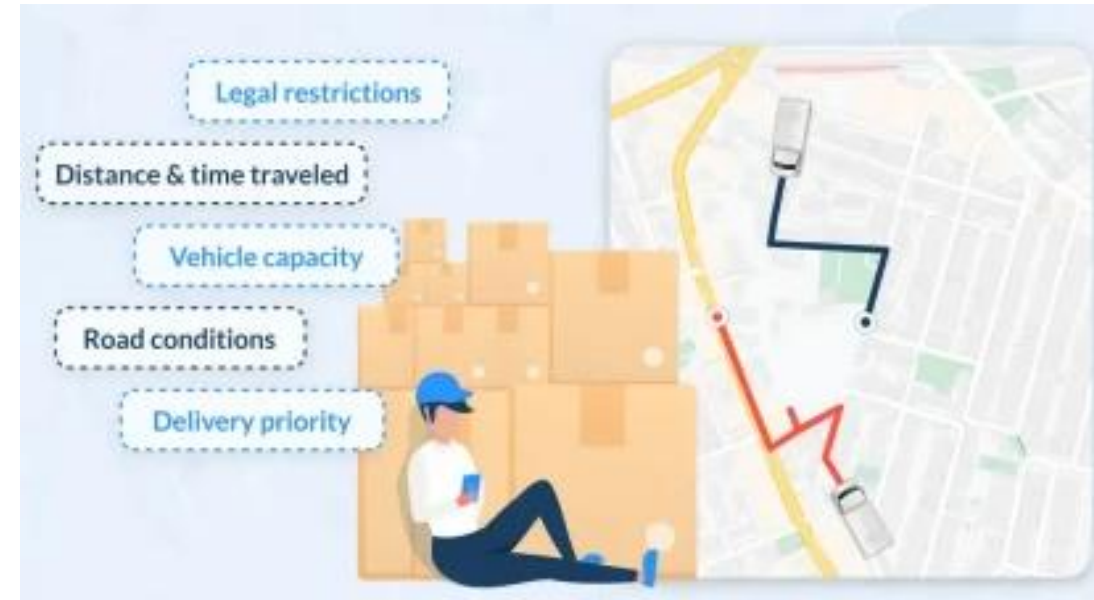 Legal restrictions
Distance & time traveled
Vehicle capacity
Road conditions
Delivery priority